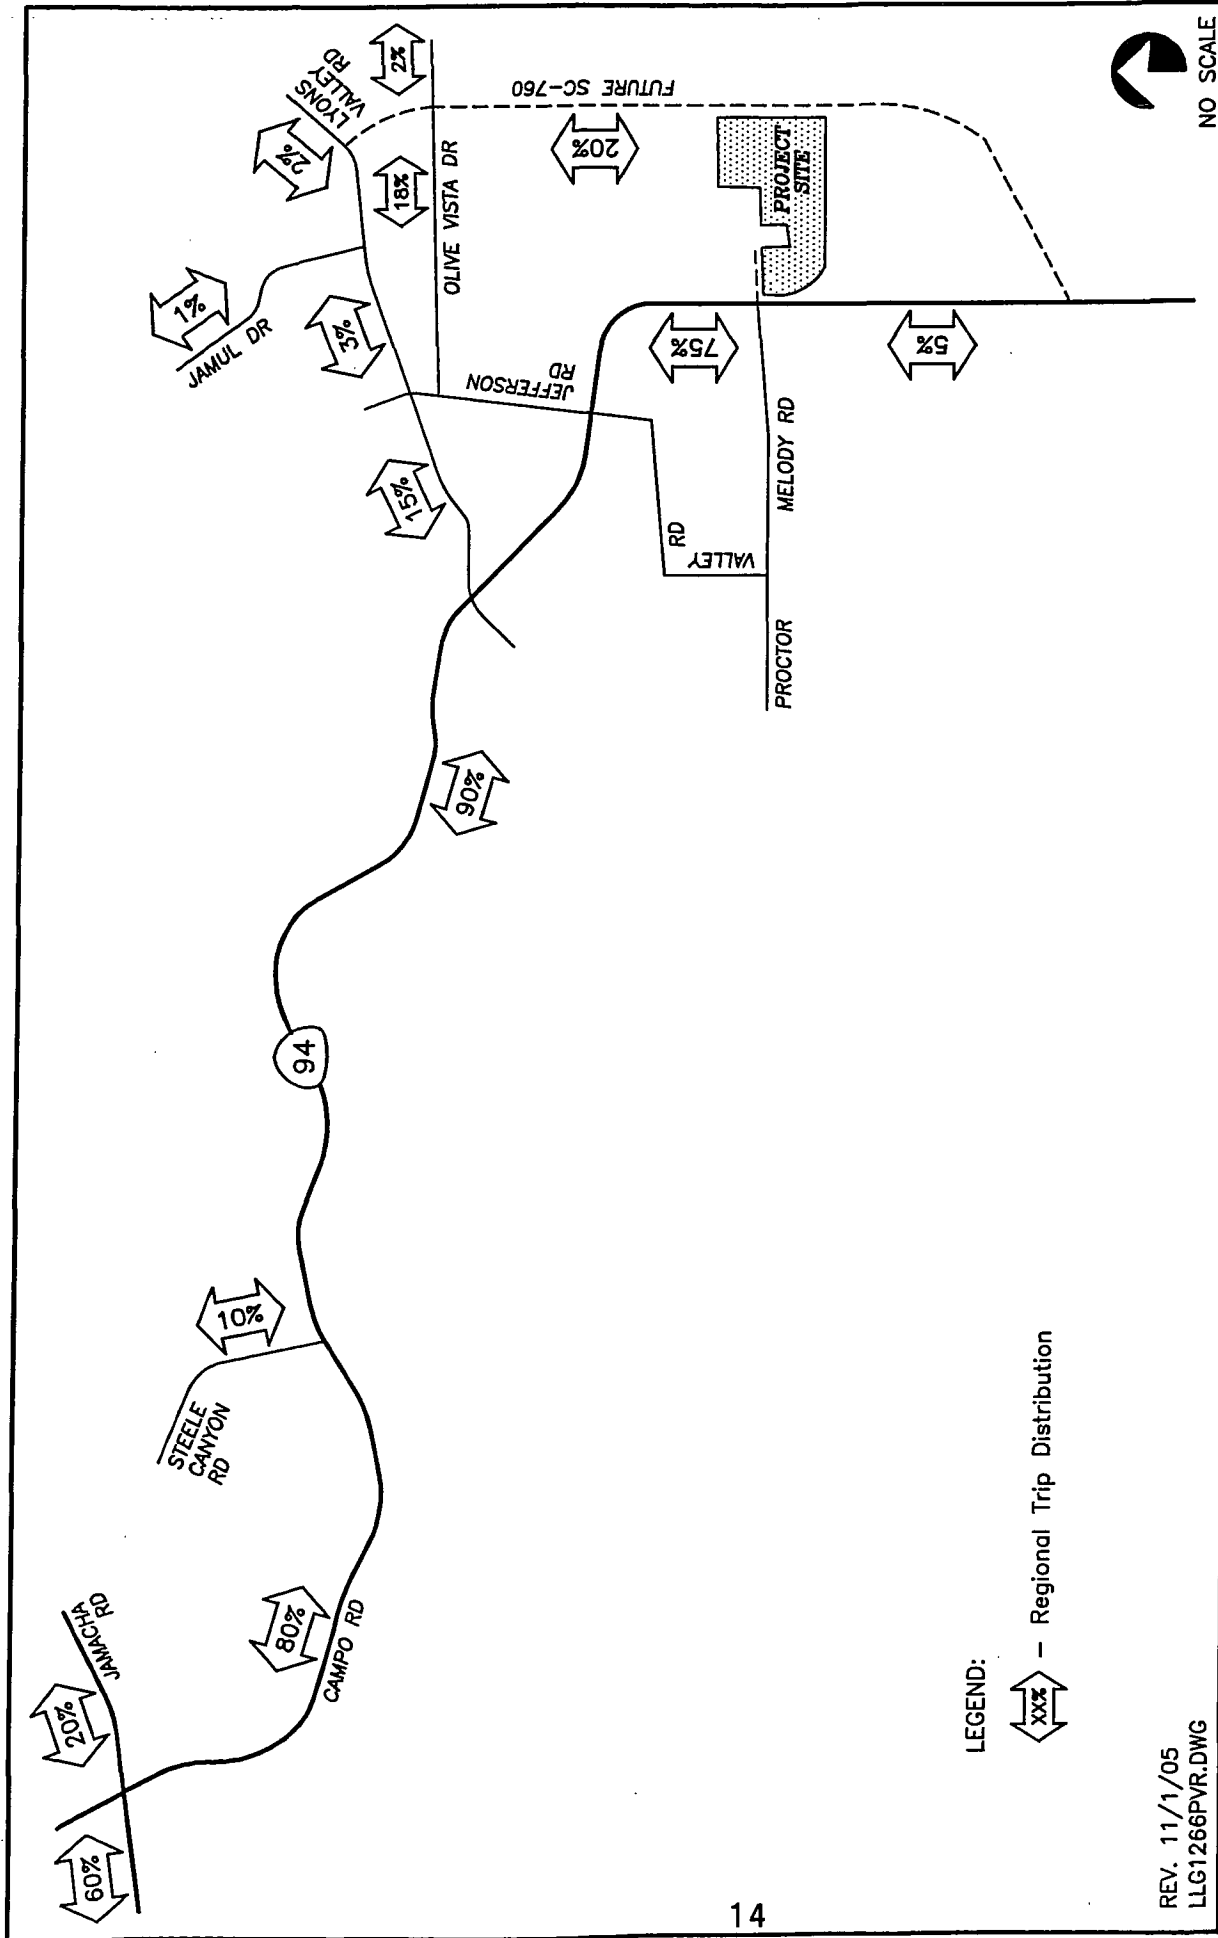 60%
20%
JAMACHA
RD
80%
CAMPO RD
STEELE
CANYON
RD
10%
94
90%
15%
3%
1%
JAMUL DR
2%
LYONS
VALLEY
RD
2%
18%
OLIVE VISTA DR
JEFFERSON
RD
FUTURE SC-760
20%
75%
PROJECT
SITE
5%
PROCTOR
VALLEY
RD
MELODY RD
LEGEND:
XX% – Regional Trip Distribution
REV. 11/1/05
LLG1266PVR.DWG
NO SCALE
14